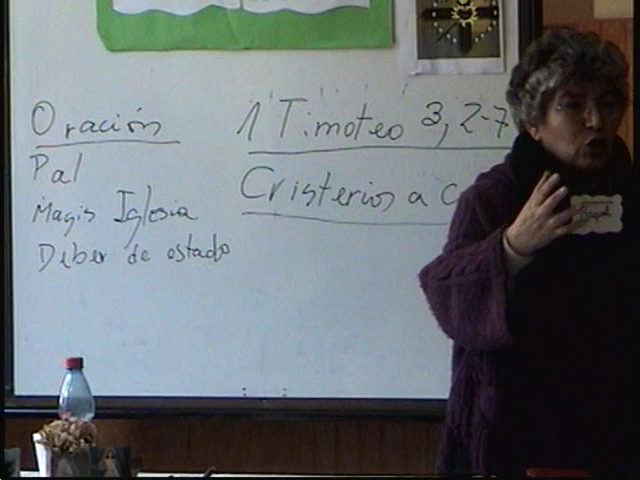 Oración
Pal
Magis Iglesia
Deber de estado
1 Timoteo 3, 2-7
Cristerios a C